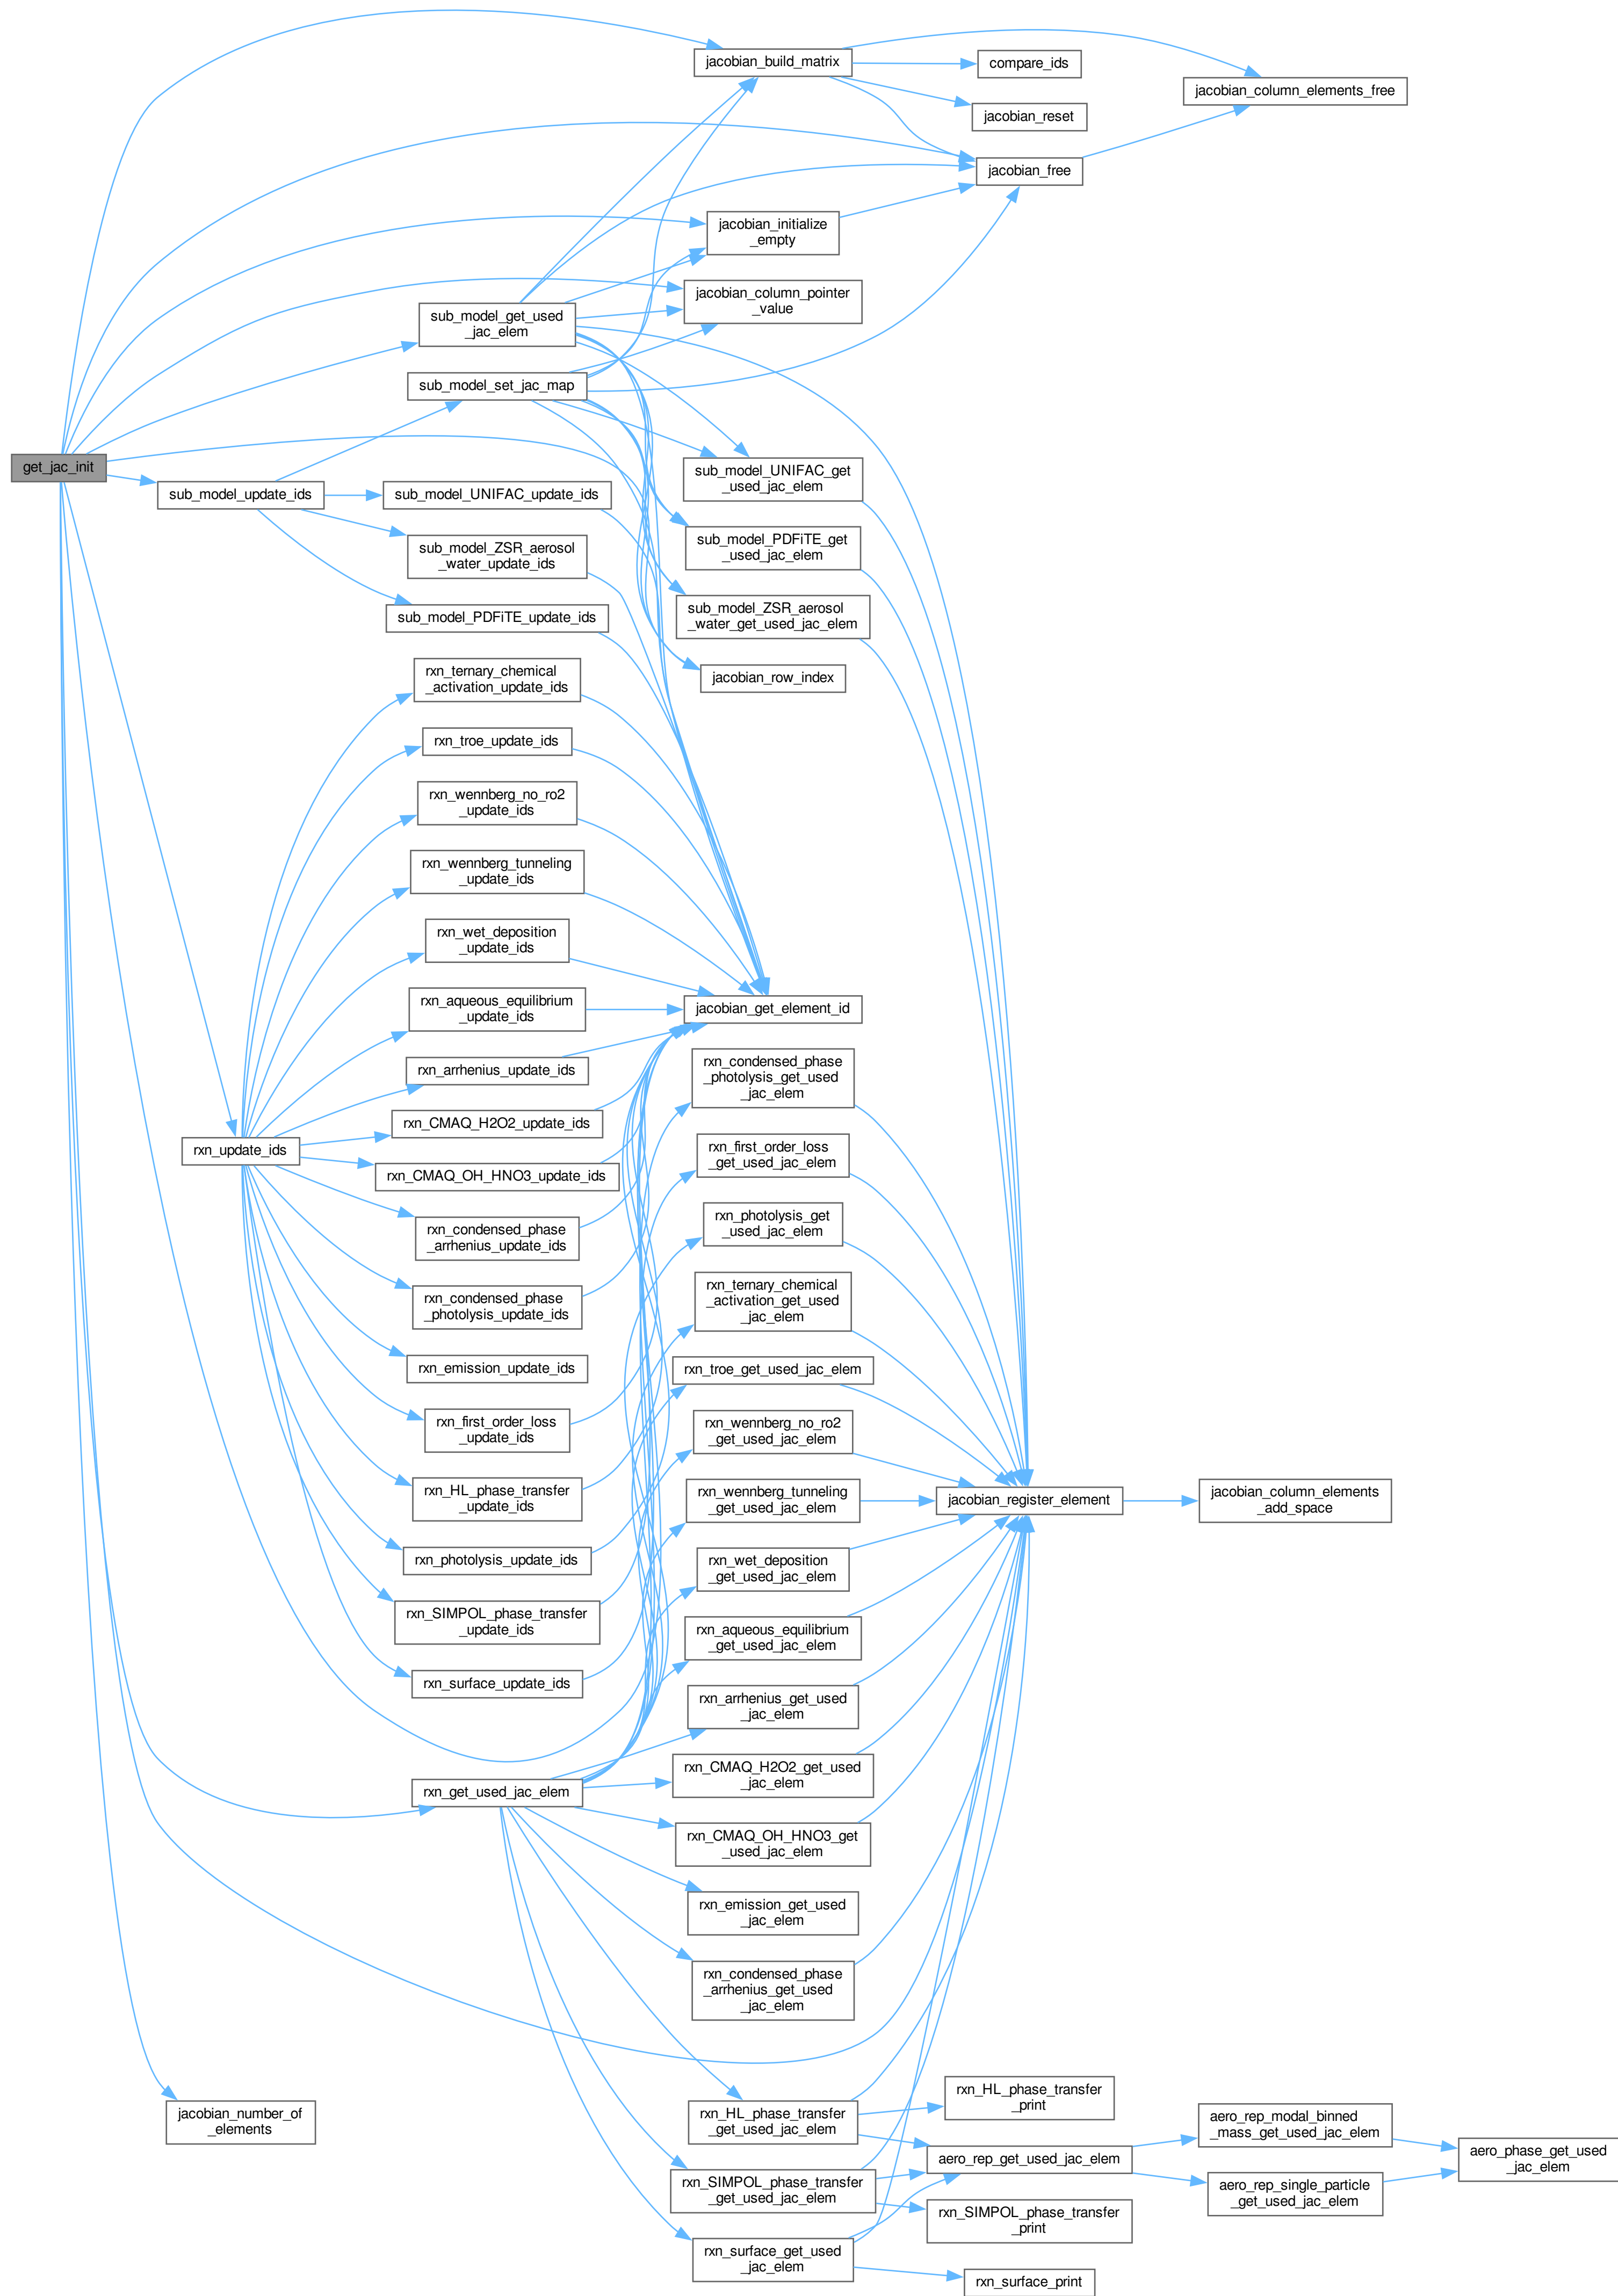 get_jac_init
sub_model_update_ids
rxn_update_ids
jacobian_number_of
_elements
sub_model_get_used
_jac_elem
sub_model_set_jac_map
sub_model_UNIFAC_update_ids
sub_model_ZSR_aerosol
_water_update_ids
sub_model_PDFiTE_update_ids
rxn_ternary_chemical
_activation_update_ids
rxn_troe_update_ids
rxn_wennberg_no_ro2
_update_ids
rxn_wennberg_tunneling
_update_ids
rxn_wet_deposition
_update_ids
rxn_aqueous_equilibrium
_update_ids
rxn_arrhenius_update_ids
rxn_CMAQ_H2O2_update_ids
rxn_CMAQ_OH_HNO3_update_ids
rxn_condensed_phase
_arrhenius_update_ids
rxn_condensed_phase
_photolysis_update_ids
rxn_emission_update_ids
rxn_first_order_loss
_update_ids
rxn_HL_phase_transfer
_update_ids
rxn_photolysis_update_ids
rxn_SIMPOL_phase_transfer
_update_ids
rxn_surface_update_ids
rxn_get_used_jac_elem
jacobian_build_matrix
jacobian_initialize
_empty
jacobian_column_pointer
_value
sub_model_UNIFAC_get
_used_jac_elem
sub_model_PDFiTE_get
_used_jac_elem
sub_model_ZSR_aerosol
_water_get_used_jac_elem
jacobian_row_index
jacobian_get_element_id
rxn_condensed_phase
_photolysis_get_used
_jac_elem
rxn_first_order_loss
_get_used_jac_elem
rxn_photolysis_get
_used_jac_elem
rxn_ternary_chemical
_activation_get_used
_jac_elem
rxn_troe_get_used_jac_elem
rxn_wennberg_no_ro2
_get_used_jac_elem
rxn_wennberg_tunneling
_get_used_jac_elem
rxn_wet_deposition
_get_used_jac_elem
rxn_aqueous_equilibrium
_get_used_jac_elem
rxn_arrhenius_get_used
_jac_elem
rxn_CMAQ_H2O2_get_used
_jac_elem
rxn_CMAQ_OH_HNO3_get
_used_jac_elem
rxn_emission_get_used
_jac_elem
rxn_condensed_phase
_arrhenius_get_used
_jac_elem
rxn_HL_phase_transfer
_get_used_jac_elem
rxn_SIMPOL_phase_transfer
_get_used_jac_elem
rxn_surface_get_used
_jac_elem
compare_ids
jacobian_reset
jacobian_free
jacobian_register_element
rxn_HL_phase_transfer
_print
aero_rep_get_used_jac_elem
rxn_SIMPOL_phase_transfer
_print
rxn_surface_print
jacobian_column_elements_free
jacobian_column_elements
_add_space
aero_rep_modal_binned
_mass_get_used_jac_elem
aero_rep_single_particle
_get_used_jac_elem
aero_phase_get_used
_jac_elem